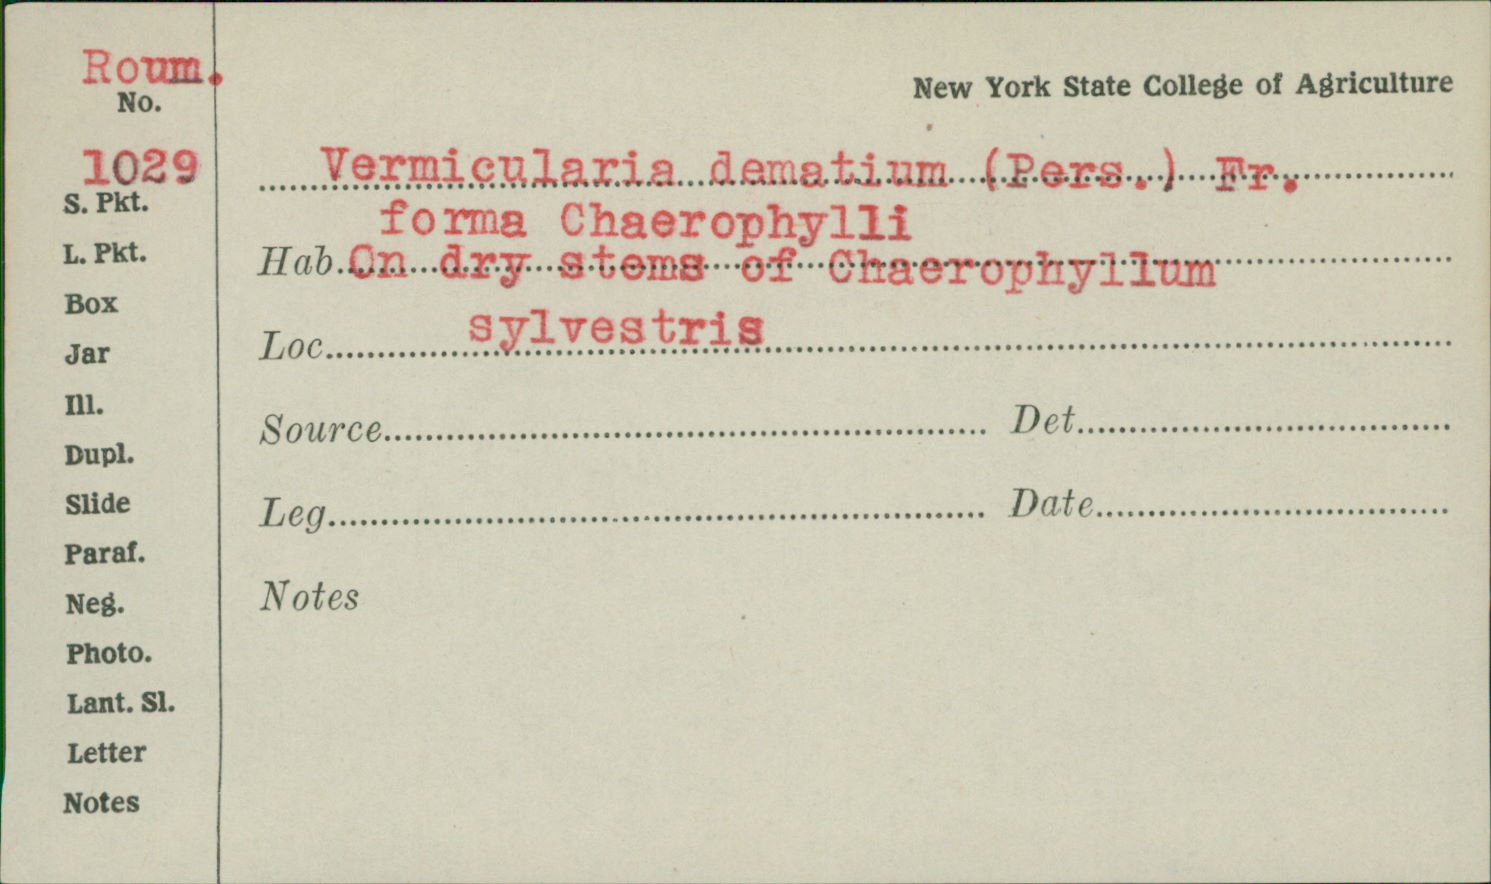 Roum.
No.
1029
S. Pkt.
L. Pkt.
Box
Jar
Ill.
Dupl.
Slide
Paraf.
Neg.
Photo.
Lant. Sl.
Letter
Notes
New York State College of Agriculture
Vermicularia dematium (Pers.) Fr.
forma Chaerophylli
Hab. On dry stems of Chaerophyllum
sylvestris
Loc.
Source
Det.
Leg.
Date
Notes